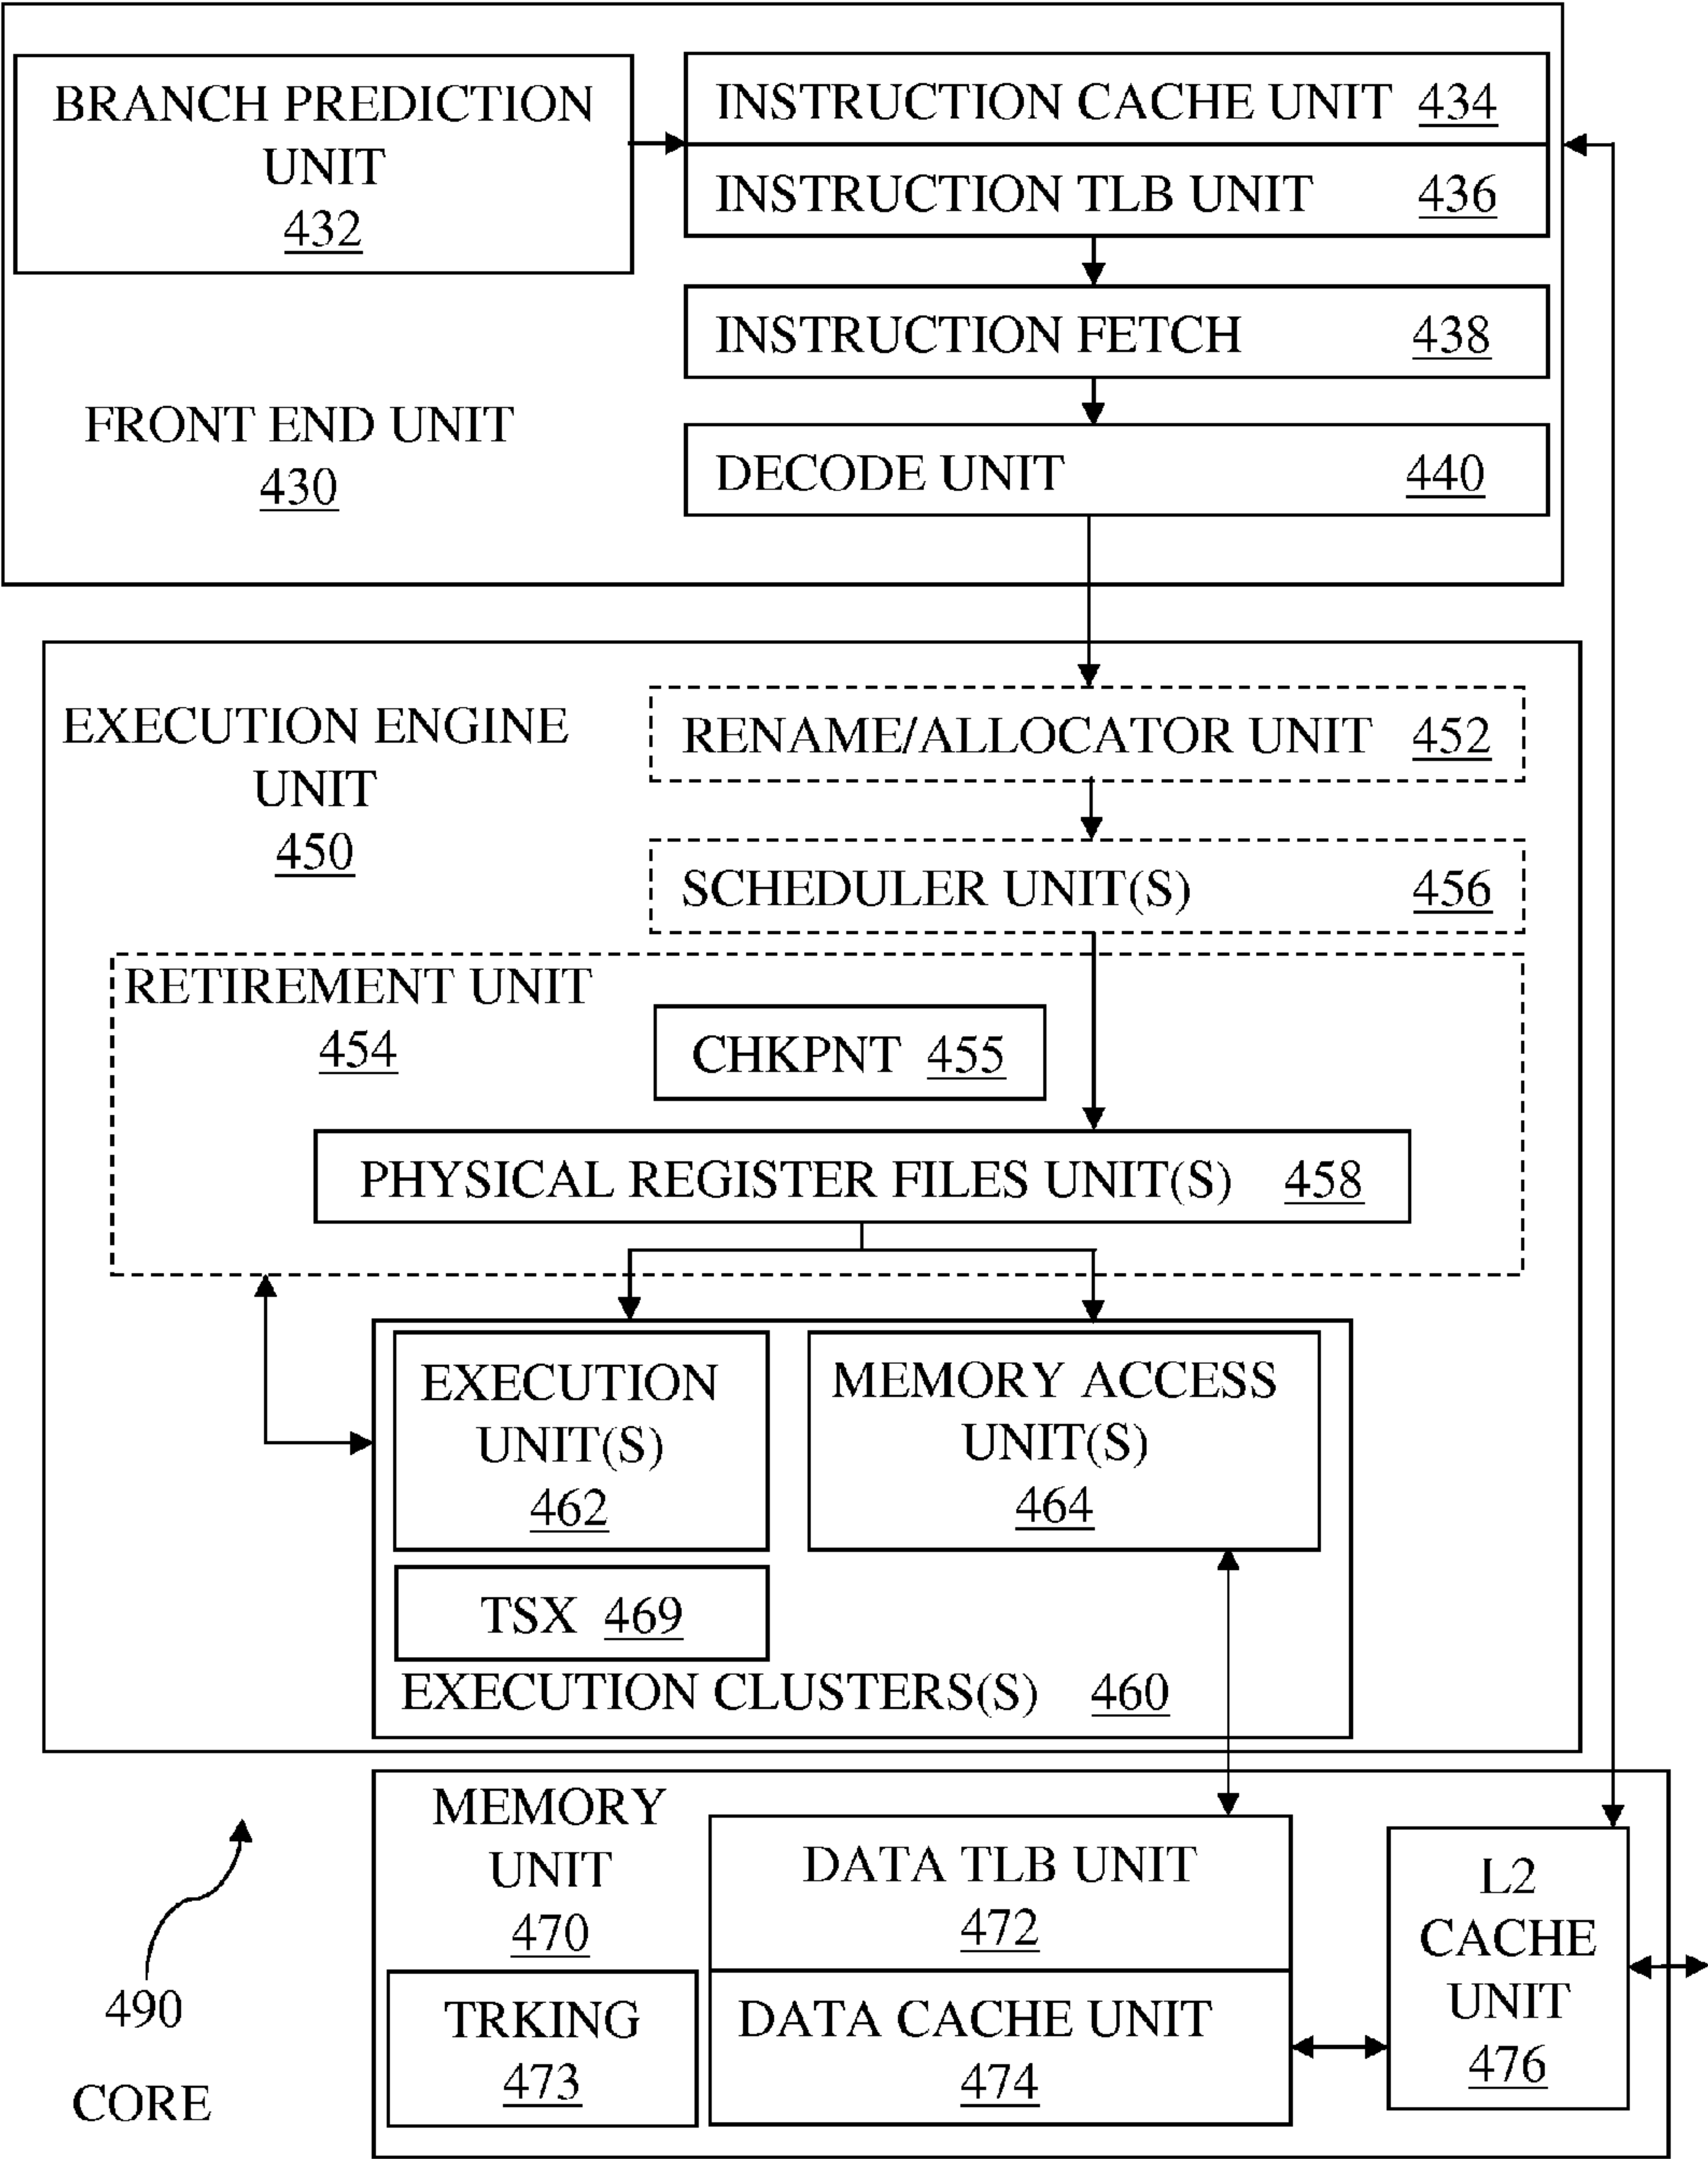 BRANCH PREDICTION
UNIT
432
INSTRUCTION CACHE UNIT 434
INSTRUCTION TLB UNIT 436
INSTRUCTION FETCH 438
FRONT END UNIT
430
DECODE UNIT 440
EXECUTION ENGINE
UNIT
450
RENAME/ALLOCATOR UNIT 452
SCHEDULER UNIT(S) 456
RETIREMENT UNIT
454
CHKPNT 455
PHYSICAL REGISTER FILES UNIT(S) 458
EXECUTION
UNIT(S)
462
MEMORY ACCESS
UNIT(S)
464
TSX 469
EXECUTION CLUSTERS(S) 460
MEMORY
UNIT
470
DATA TLB UNIT
472
L2
CACHE
UNIT
476
TRKING
473
DATA CACHE UNIT
474
490
CORE